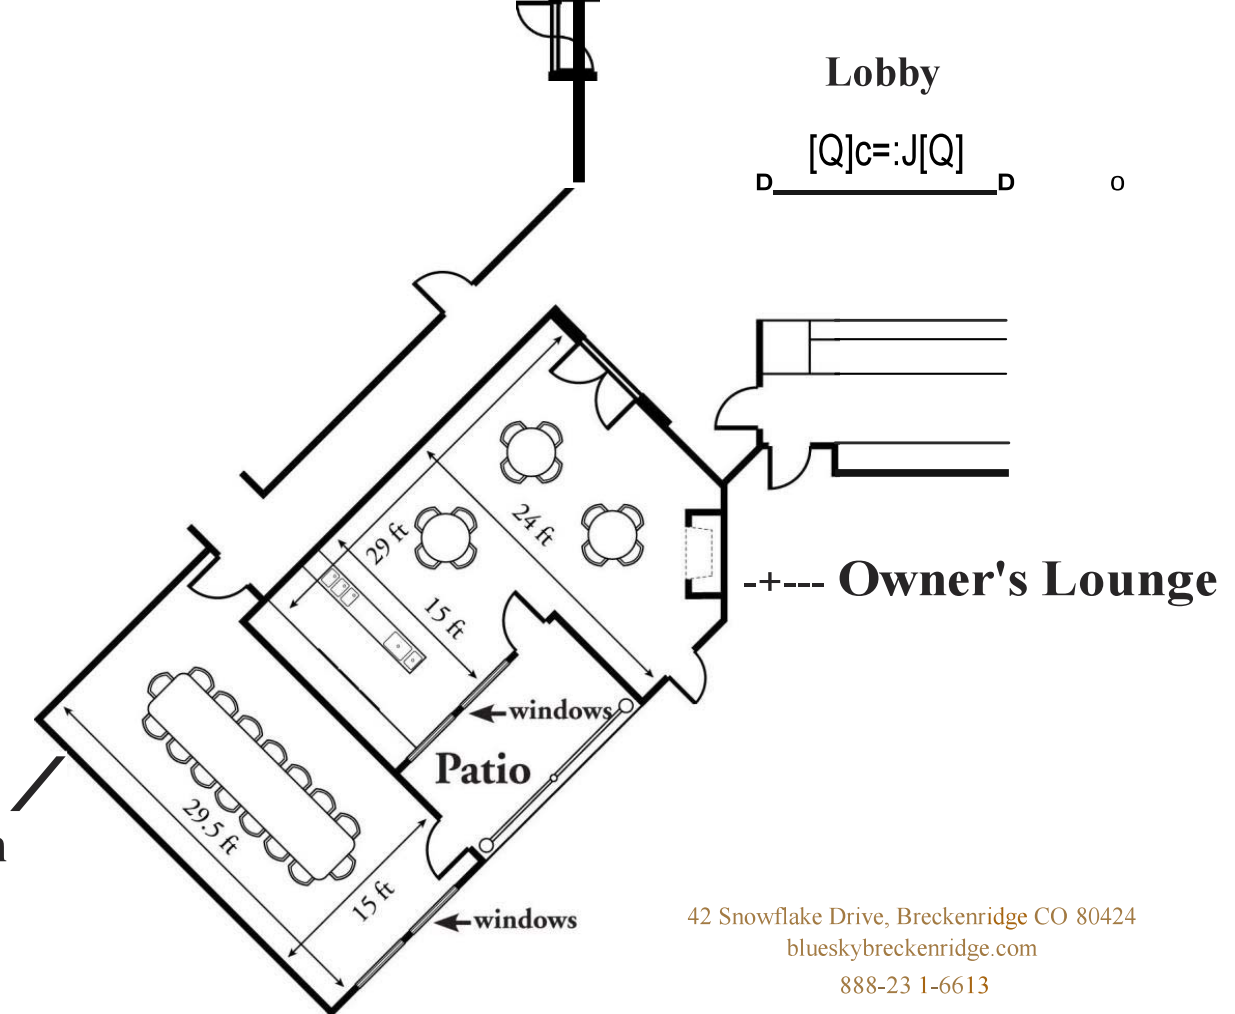 Lobby
[Q]c=:J[Q]
D D o
24 ft
29 ft
-+--- Owner's Lounge
15 ft
windows
Patio
29.5 ft
15 ft
windows
42 Snowflake Drive, Breckenridge CO 80424
blueskybreckenridge.com
888-23 1-6613